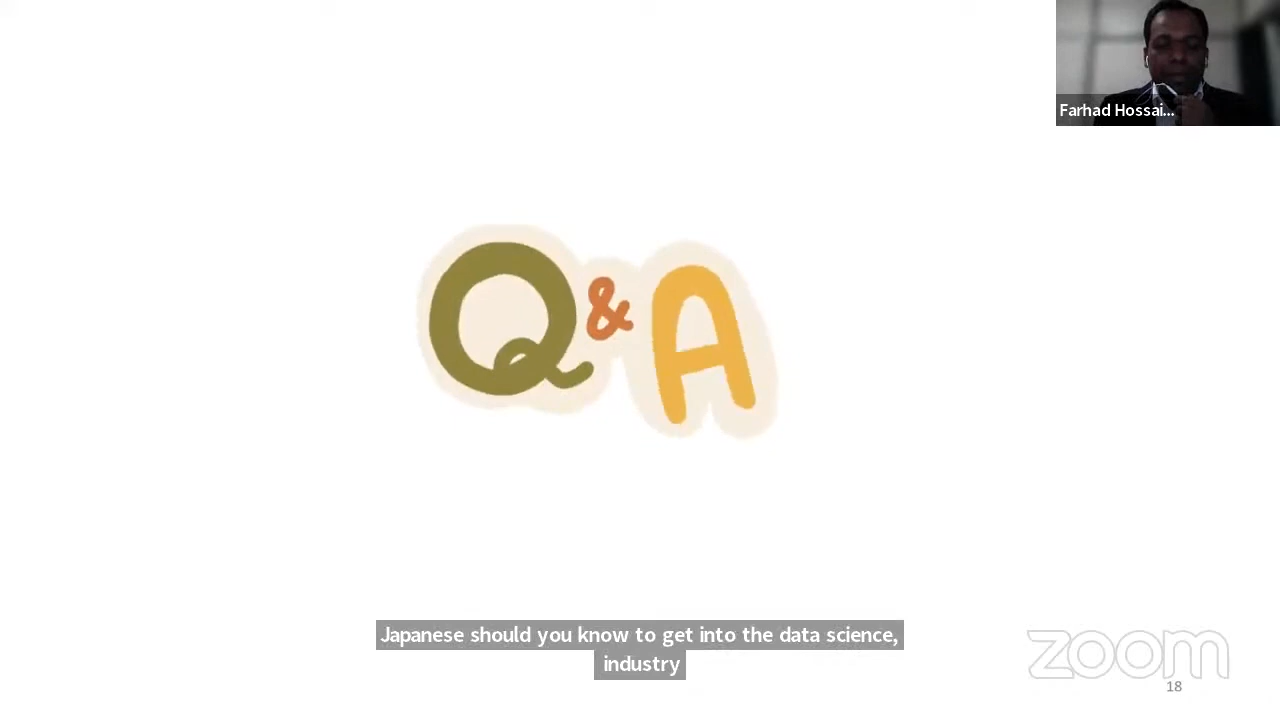 Farhad Hossai...
Q & A
Japanese should you know to get into the data science,
industry
zoom
18